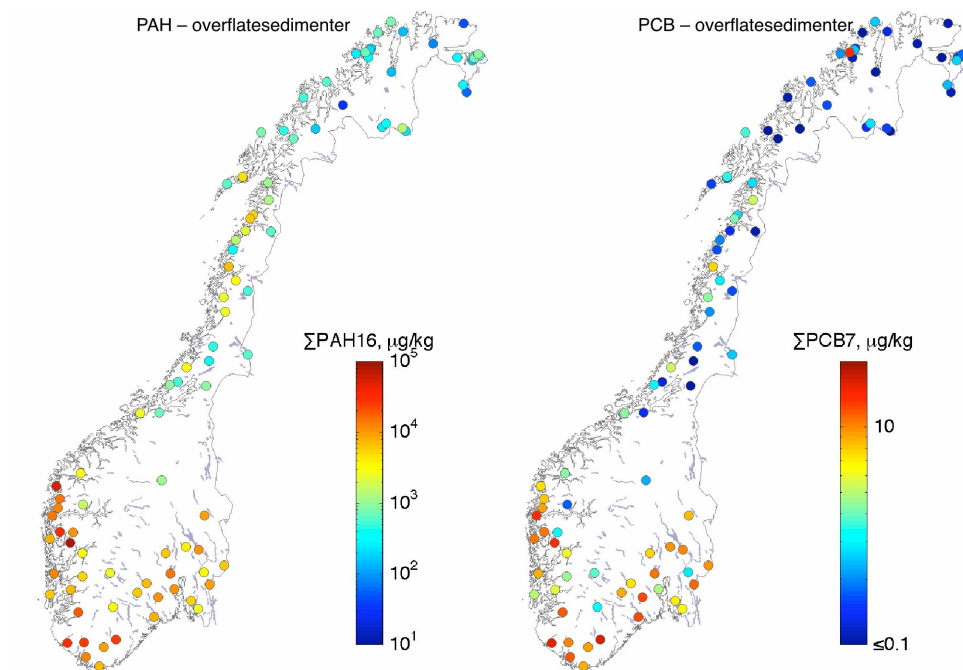 PAH – overflatesedimenter
PCB – overflatesedimenter
∑PAH16, µg/kg
10⁵
10⁴
10³
10²
10¹
∑PCB7, µg/kg
10
≤0.1